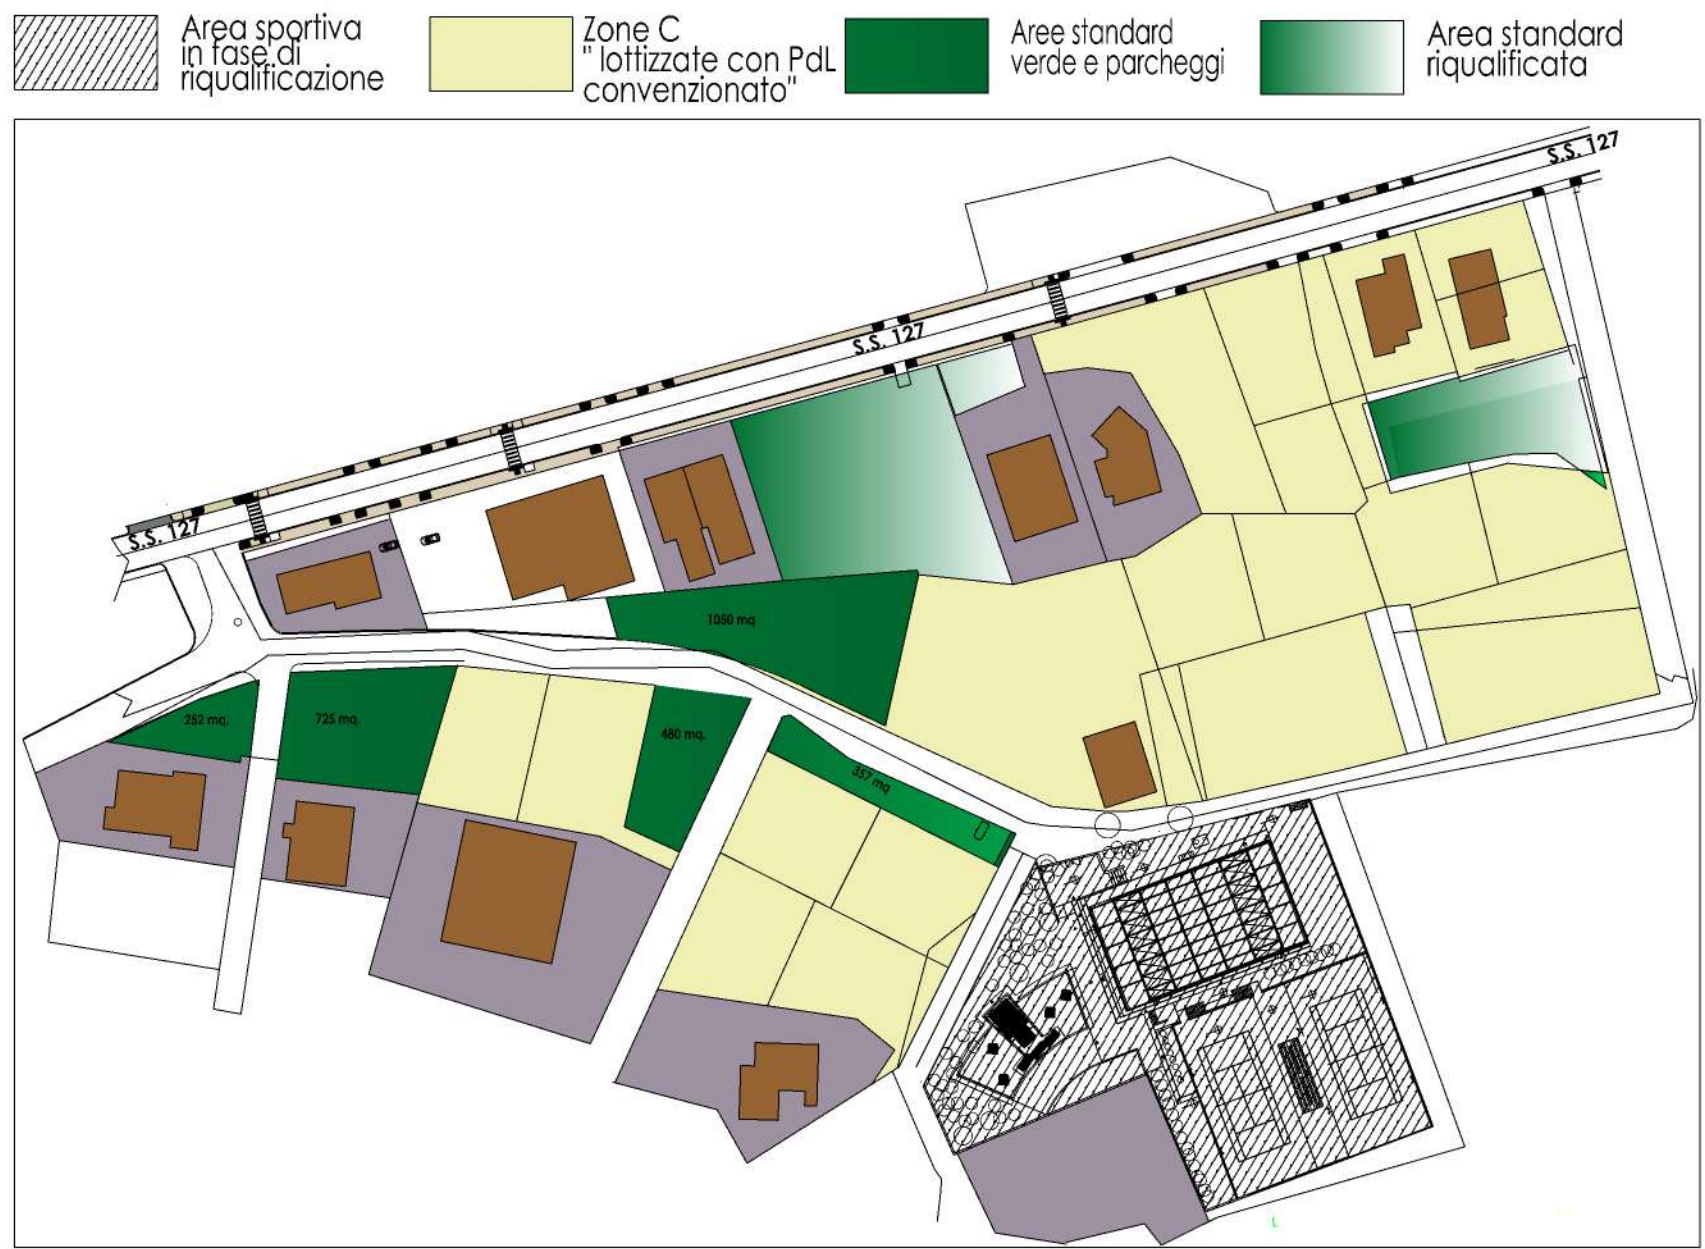 Area sportiva
in fase di
riqualificazione
Zone C
" lottizzate con PdL
convenzionato"
Aree standard
verde e parcheggi
Area standard
riqualificata
S.S. 127
S.S. 127
S.S. 127
1050 mq
252 mq.
725 mq.
480 mq.
357 mq